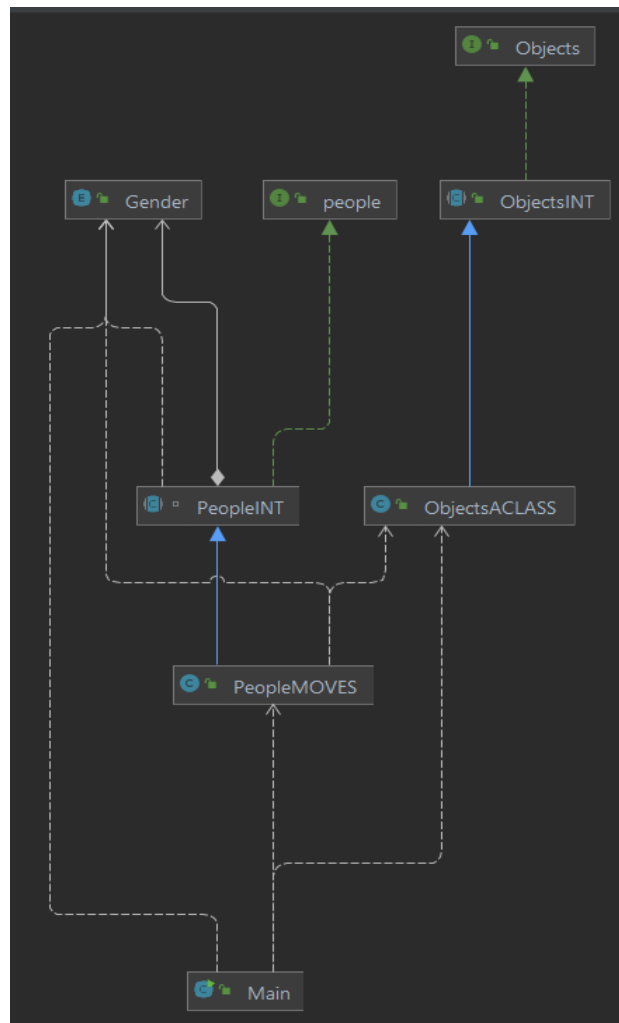 Objects
Gender
people
ObjectsINT
PeopleINT
ObjectsACLASS
PeopleMOVES
Main